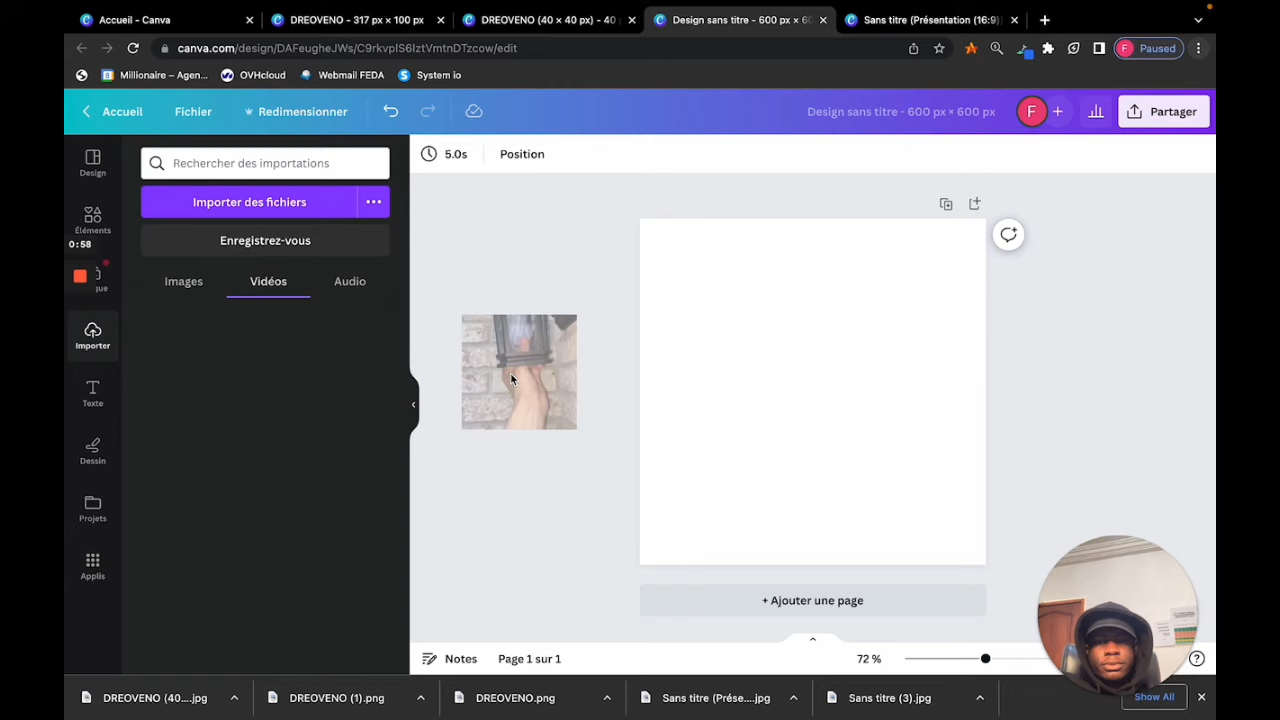 Accueil - Canva
DREOVENO - 317 px × 100 px
DREOVENO (40 × 40 px) - 40
Design sans titre - 600 px × 60
Sans titre (Présentation (16:9)
canva.com/design/DAFeugheJWs/C9rkvpIS6IztVmtnDTzcow/edit
F Paused
Millionaire – Agen...
OVHcloud
Webmail FEDA
System io
Accueil
Fichier
Redimensionner
Design sans titre - 600 px × 600 px
F
Partager
Design
Rechercher des importations
5.0s
Position
Importer des fichiers
Éléments
0:58
Enregistrez-vous
que
Images
Vidéos
Audio
Importer
Texte
Dessin
Projets
Applis
+ Ajouter une page
Notes
Page 1 sur 1
72 %
DREOVENO (40....jpg
DREOVENO (1).png
DREOVENO.png
Sans titre (Prése....jpg
Sans titre (3).jpg
Show All